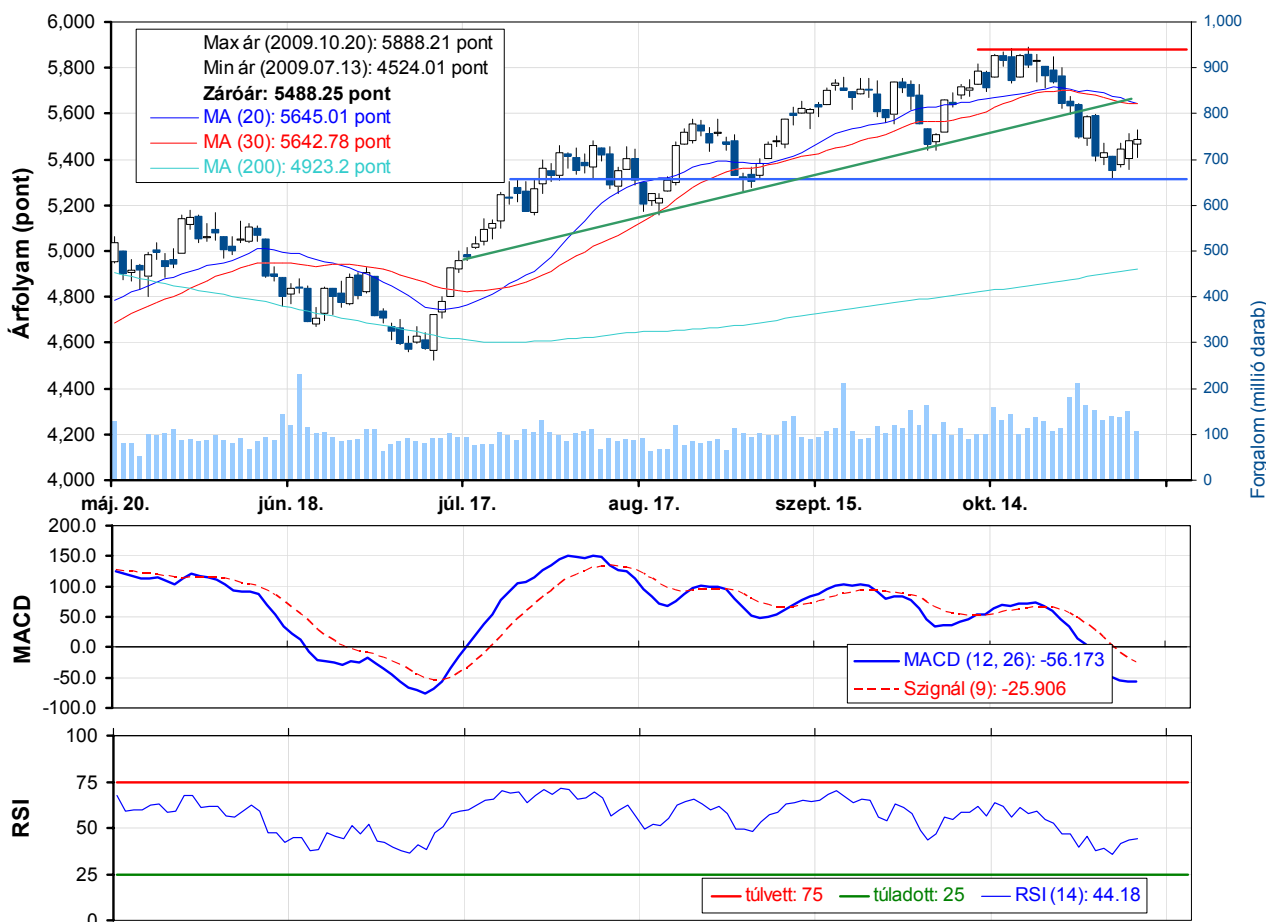 6,000
5,800
5,600
5,400
5,200
5,000
4,800
4,600
4,400
4,200
4,000
Árfolyam (pont)
Max ár (2009.10.20): 5888.21 pont
Min ár (2009.07.13): 4524.01 pont
Záróár: 5488.25 pont
MA (20): 5645.01 pont
MA (30): 5642.78 pont
MA (200): 4923.2 pont
1,000
900
800
700
600
500
400
300
200
100
0
Forgalom (millió darab)
máj. 20.
jún. 18.
júl. 17.
aug. 17.
szept. 15.
okt. 14.
200.0
150.0
100.0
50.0
0.0
-50.0
-100.0
MACD
MACD (12, 26): -56.173
Szignál (9): -25.906
100
75
50
25
0
RSI
túlvett: 75
túladott: 25
RSI (14): 44.18